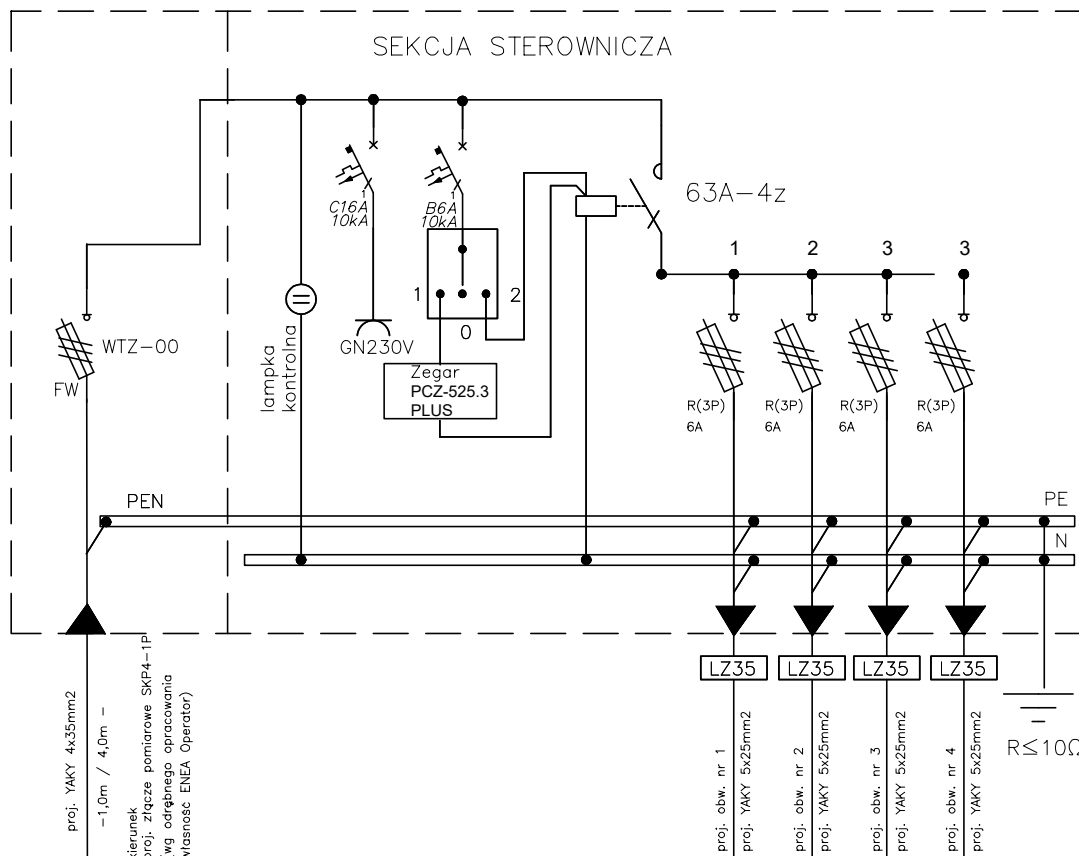 SEKCJA STEROWNICZA
63A-4z
C16A
10kA
1
B6A
10kA
1
1
2
3
3
1
2
0
WTZ-00
FW
lampka
kontrolna
GN230V
Zegar
PCZ-525.3
PLUS
R(3P)
6A
R(3P)
6A
R(3P)
6A
R(3P)
6A
PEN
PE
N
LZ35
LZ35
LZ35
LZ35
R≤10Ω
proj. YAKY 4x35mm2
-1,0m / 4,0m -
kierunek
proj. złącze pomiarowe SKP4-1P
(wg odrębnego opracowania
własność ENEA Operator)
proj. obw. nr 1
proj. YAKY 5x25mm2
proj. obw. nr 2
proj. YAKY 5x25mm2
proj. obw. nr 3
proj. YAKY 5x25mm2
proj. obw. nr 4
proj. YAKY 5x25mm2